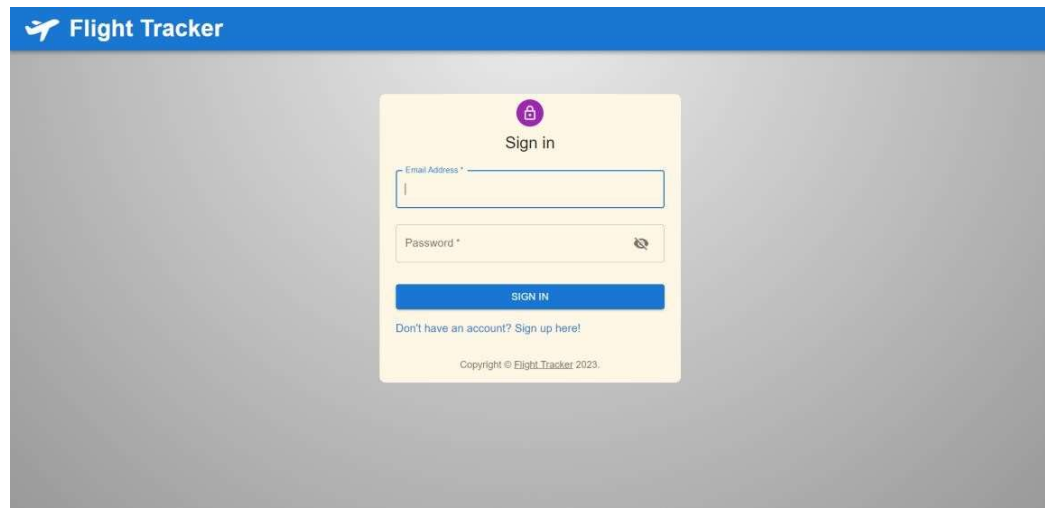 Flight Tracker
Sign in
Email Address *
Password *
SIGN IN
Don't have an account? Sign up here!
Copyright © Flight Tracker 2023.